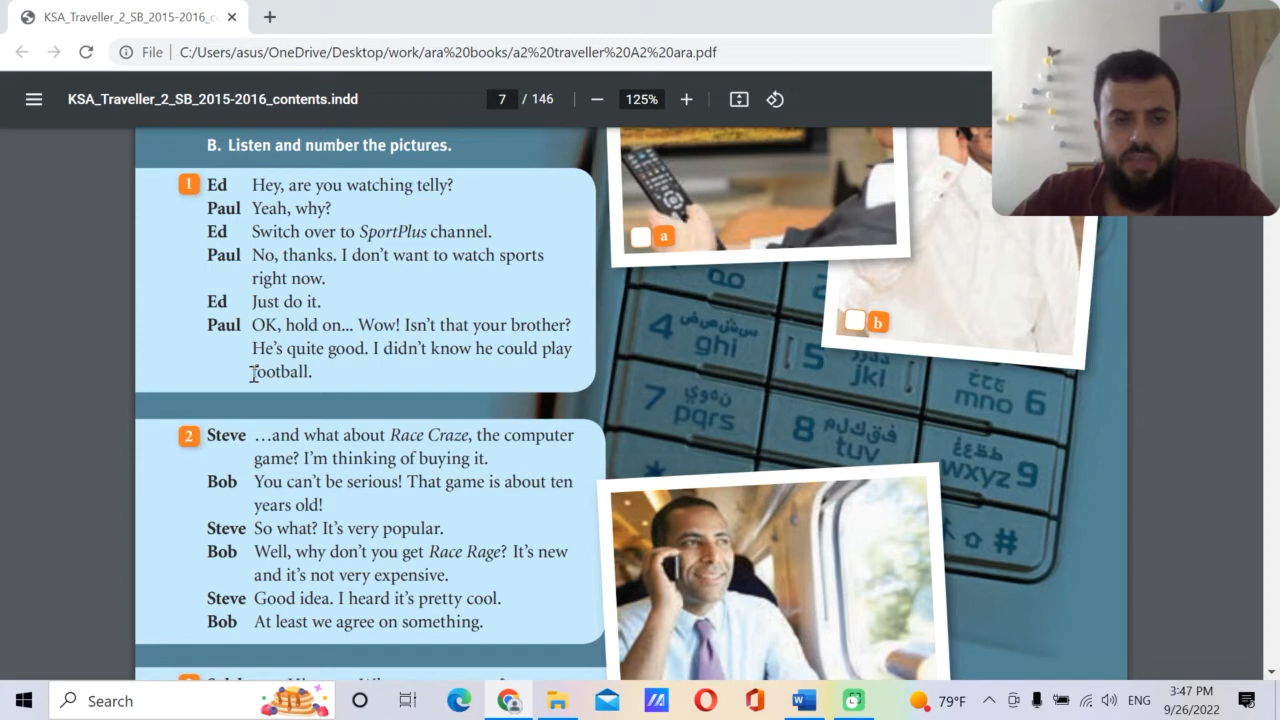 KSA_Traveller_2_SB_2015-2016_c
File
C:/Users/asus/OneDrive/Desktop/work/ara%20books/a2%20traveller%20A2%20ara.pdf
KSA_Traveller_2_SB_2015-2016_contents.indd
7 / 146
125%
B. Listen and number the pictures.
1 Ed Hey, are you watching telly?
Paul Yeah, why?
Ed Switch over to SportPlus channel.
Paul No, thanks. I don't want to watch sports
right now.
Ed Just do it.
Paul OK, hold on... Wow! Isn't that your brother?
He's quite good. I didn't know he could play
football.
2 Steve …and what about Race Craze, the computer
game? I'm thinking of buying it.
Bob You can't be serious! That game is about ten
years old!
Steve So what? It's very popular.
Bob Well, why don't you get Race Rage? It's new
and it's not very expensive.
Steve Good idea. I heard it's pretty cool.
Bob At least we agree on something.
a
b
4 سشصض
ghi
5
jkl
جحخ
mno 6
7 نهوي
pqrs
8 فقكلم
tuv
ططعغ
wxyz 9
*
#
Search
79°F
ENG
3:47 PM
9/26/2022